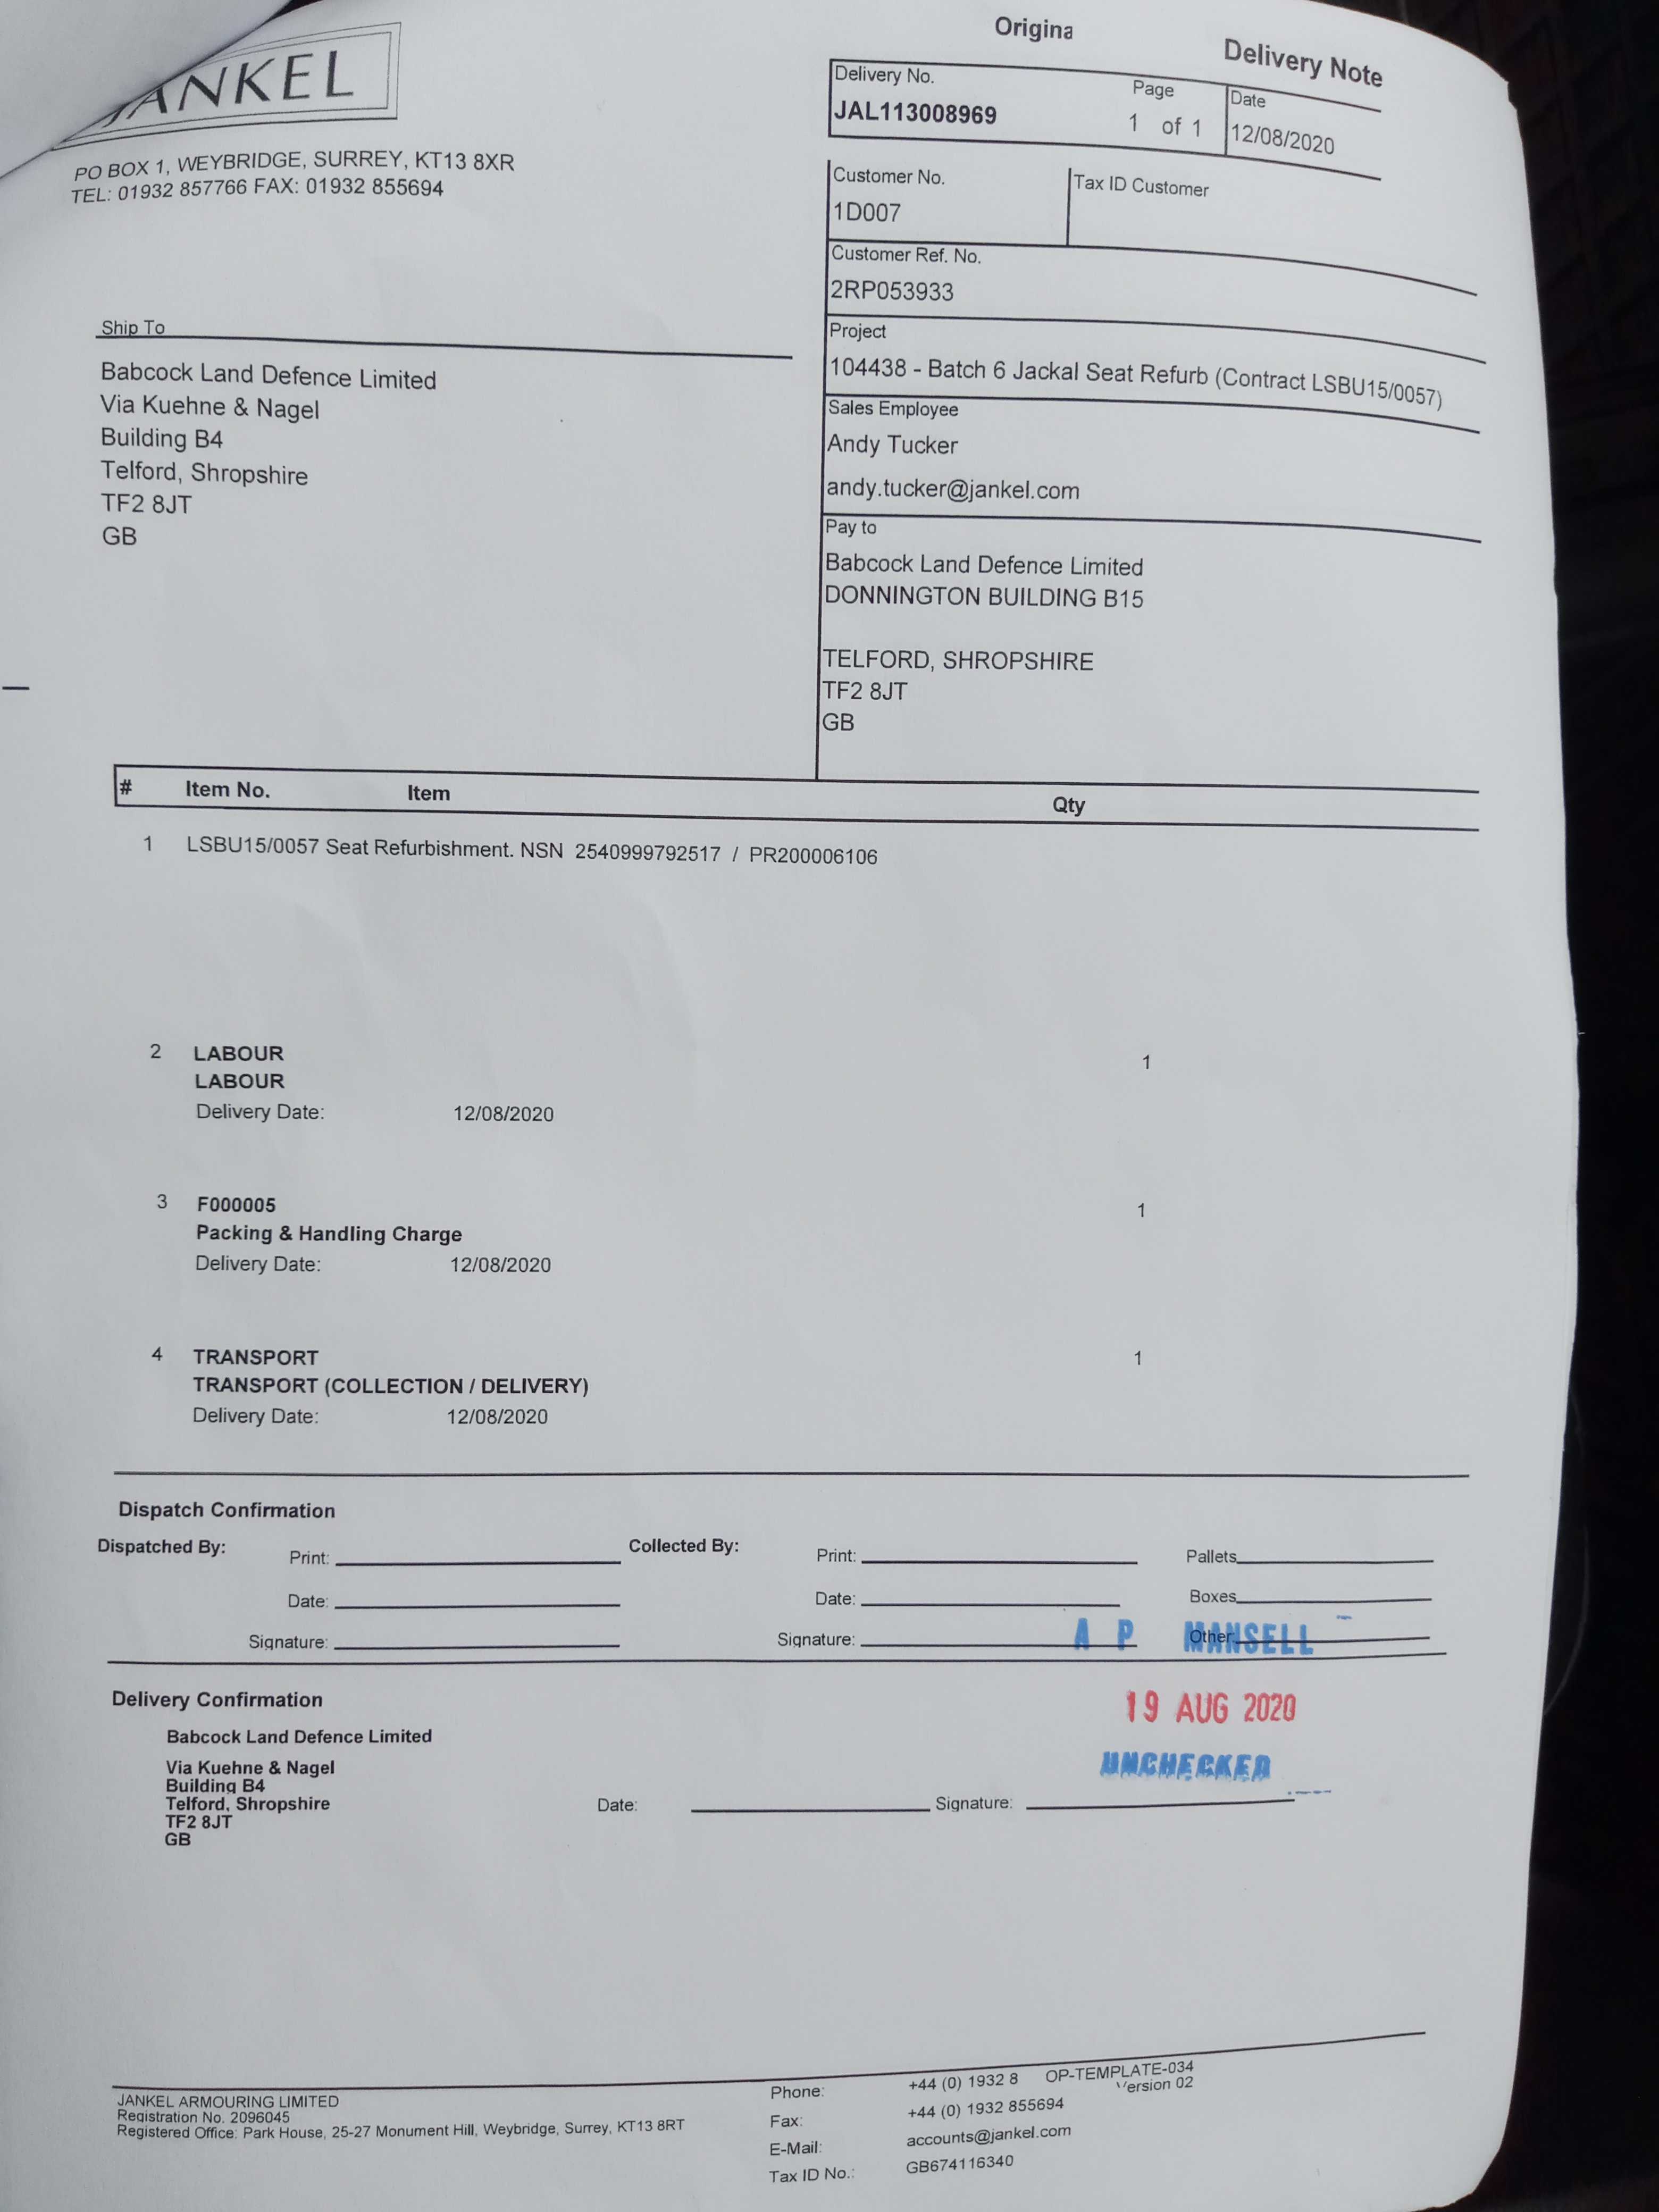 JANKEL
PO BOX 1, WEYBRIDGE, SURREY, KT13 8XR
TEL: 01932 857766 FAX: 01932 855694
Origina
Delivery Note
Delivery No.
JAL113008969
Page
1 of 1
Date
12/08/2020
Customer No.
1D007
Tax ID Customer
Customer Ref. No.
2RP053933
Project
104438 - Batch 6 Jackal Seat Refurb (Contract LSBU15/0057)
Sales Employee
Andy Tucker
andy.tucker@jankel.com
Ship To
Babcock Land Defence Limited
Via Kuehne & Nagel
Building B4
Telford, Shropshire
TF2 8JT
GB
Pay to
Babcock Land Defence Limited
DONNINGTON BUILDING B15
TELFORD, SHROPSHIRE
TF2 8JT
GB
# Item No. Item Qty
1 LSBU15/0057 Seat Refurbishment. NSN 2540999792517 / PR200006106
2 LABOUR 1
LABOUR
Delivery Date: 12/08/2020
3 F000005 1
Packing & Handling Charge
Delivery Date: 12/08/2020
4 TRANSPORT 1
TRANSPORT (COLLECTION / DELIVERY)
Delivery Date: 12/08/2020
Dispatch Confirmation
Dispatched By: Print: Collected By: Print: Pallets
Date: Date: Boxes
Signature: Signature: Other
A P MANSELL
19 AUG 2020
UNCHECKED
Delivery Confirmation
Babcock Land Defence Limited
Via Kuehne & Nagel
Building B4
Telford, Shropshire
TF2 8JT
GB
Date: Signature:
JANKEL ARMOURING LIMITED
Registration No. 2096045
Registered Office: Park House, 25-27 Monument Hill, Weybridge, Surrey, KT13 8RT
Phone: +44 (0) 1932 8 OP-TEMPLATE-034
Version 02
Fax: +44 (0) 1932 855694
E-Mail: accounts@jankel.com
Tax ID No.: GB674116340